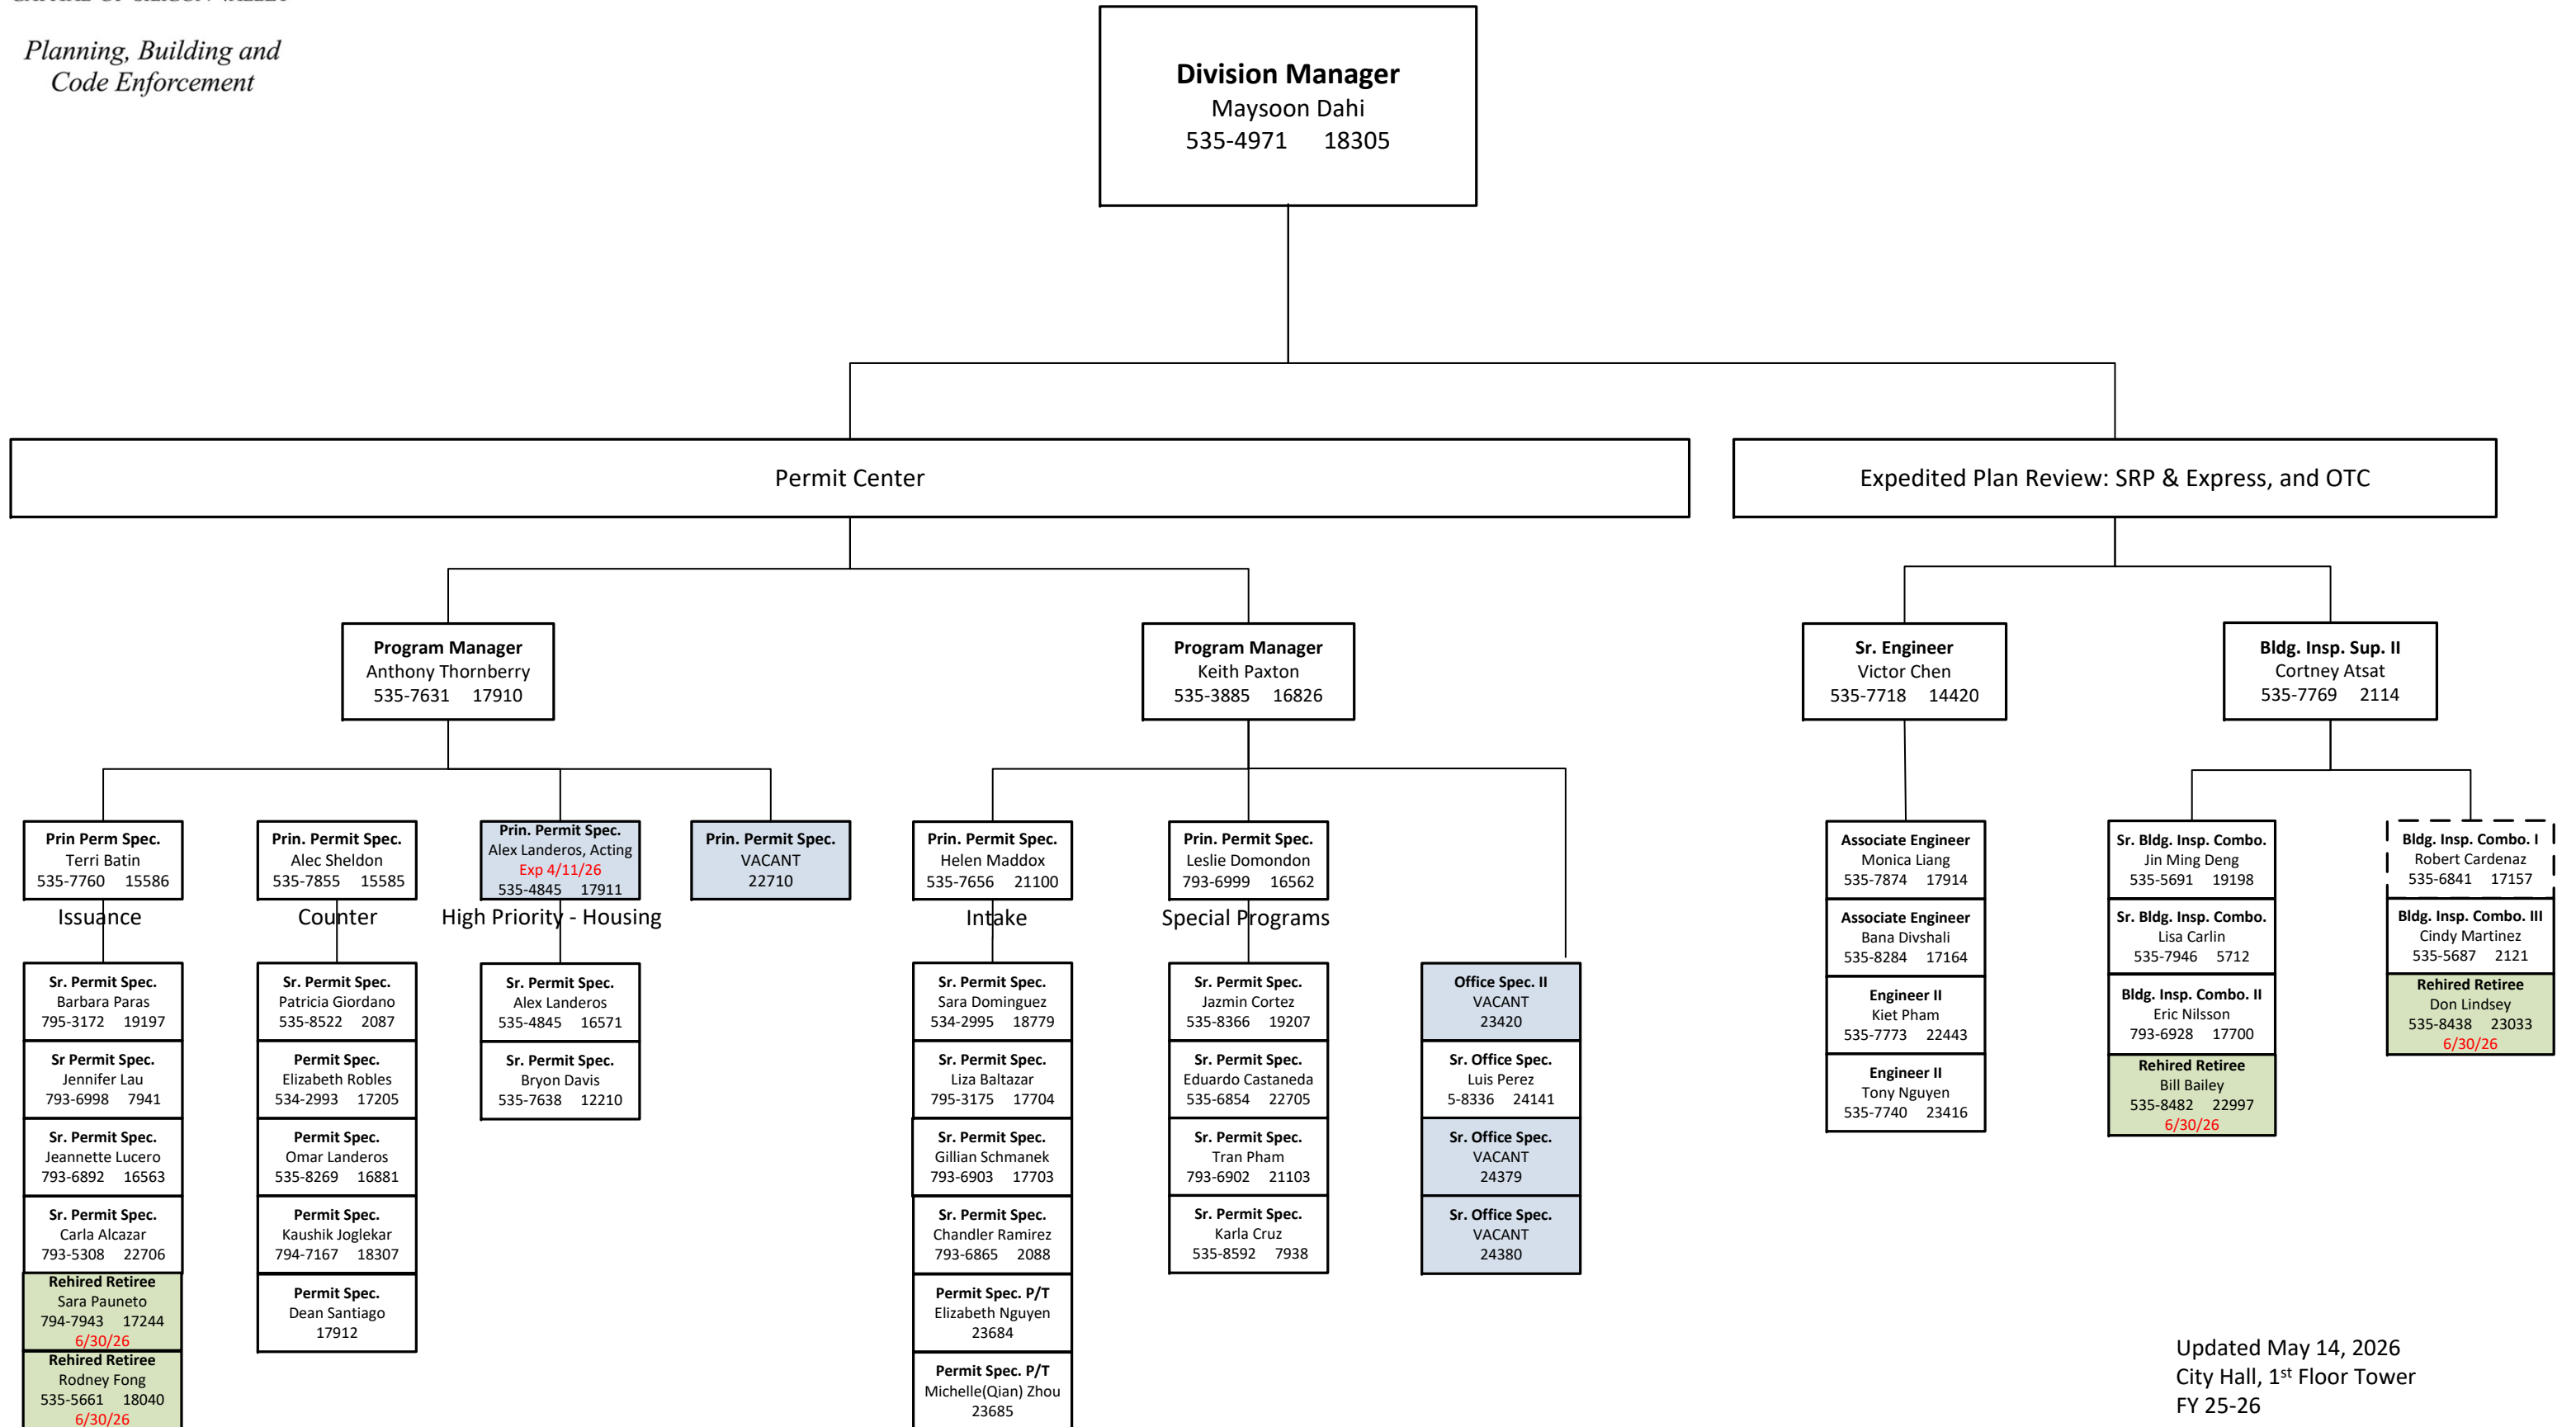 Planning, Building and
Code Enforcement
Division Manager
Maysoon Dahi
535-4971 18305
Permit Center
Expedited Plan Review: SRP & Express, and OTC
Program Manager
Anthony Thornberry
535-7631 17910
Program Manager
Keith Paxton
535-3885 16826
Sr. Engineer
Victor Chen
535-7718 14420
Bldg. Insp. Sup. II
Cortney Atsat
535-7769 2114
Prin Perm Spec.
Terri Batin
535-7760 15586
Issuance
Sr. Permit Spec.
Barbara Paras
795-3172 19197
Sr Permit Spec.
Jennifer Lau
793-6998 7941
Sr. Permit Spec.
Jeannette Lucero
793-6892 16563
Sr. Permit Spec.
Carla Alcazar
793-5308 22706
Rehired Retiree
Sara Pauneto
794-7943 17244
6/30/26
Rehired Retiree
Rodney Fong
535-5661 18040
6/30/26
Prin. Permit Spec.
Alec Sheldon
535-7855 15585
Counter
Sr. Permit Spec.
Patricia Giordano
535-8522 2087
Permit Spec.
Elizabeth Robles
534-2993 17205
Permit Spec.
Omar Landeros
535-8269 16881
Permit Spec.
Kaushik Joglekar
794-7167 18307
Permit Spec.
Dean Santiago
17912
Prin. Permit Spec.
Alex Landeros, Acting
Exp 4/11/26
535-4845 17911
High Priority - Housing
Sr. Permit Spec.
Alex Landeros
535-4845 16571
Sr. Permit Spec.
Bryon Davis
535-7638 12210
Prin. Permit Spec.
VACANT
22710
Prin. Permit Spec.
Helen Maddox
535-7656 21100
Intake
Sr. Permit Spec.
Sara Dominguez
534-2995 18779
Sr. Permit Spec.
Liza Baltazar
795-3175 17704
Sr. Permit Spec.
Gillian Schmanek
793-6903 17703
Sr. Permit Spec.
Chandler Ramirez
793-6865 2088
Permit Spec. P/T
Elizabeth Nguyen
23684
Permit Spec. P/T
Michelle(Qian) Zhou
23685
Prin. Permit Spec.
Leslie Domondon
793-6999 16562
Special Programs
Sr. Permit Spec.
Jazmin Cortez
535-8366 19207
Sr. Permit Spec.
Eduardo Castaneda
535-6854 22705
Sr. Permit Spec.
Tran Pham
793-6902 21103
Sr. Permit Spec.
Karla Cruz
535-8592 7938
Office Spec. II
VACANT
23420
Sr. Office Spec.
Luis Perez
5-8336 24141
Sr. Office Spec.
VACANT
24379
Sr. Office Spec.
VACANT
24380
Associate Engineer
Monica Liang
535-7874 17914
Associate Engineer
Bana Divshali
535-8284 17164
Engineer II
Kiet Pham
535-7773 22443
Engineer II
Tony Nguyen
535-7740 23416
Sr. Bldg. Insp. Combo.
Jin Ming Deng
535-5691 19198
Sr. Bldg. Insp. Combo.
Lisa Carlin
535-7946 5712
Bldg. Insp. Combo. II
Eric Nilsson
793-6928 17700
Rehired Retiree
Bill Bailey
535-8482 22997
6/30/26
Bldg. Insp. Combo. I
Robert Cardenaz
535-6841 17157
Bldg. Insp. Combo. III
Cindy Martinez
535-5687 2121
Rehired Retiree
Don Lindsey
535-8438 23033
6/30/26
Updated May 14, 2026
City Hall, 1st Floor Tower
FY 25-26